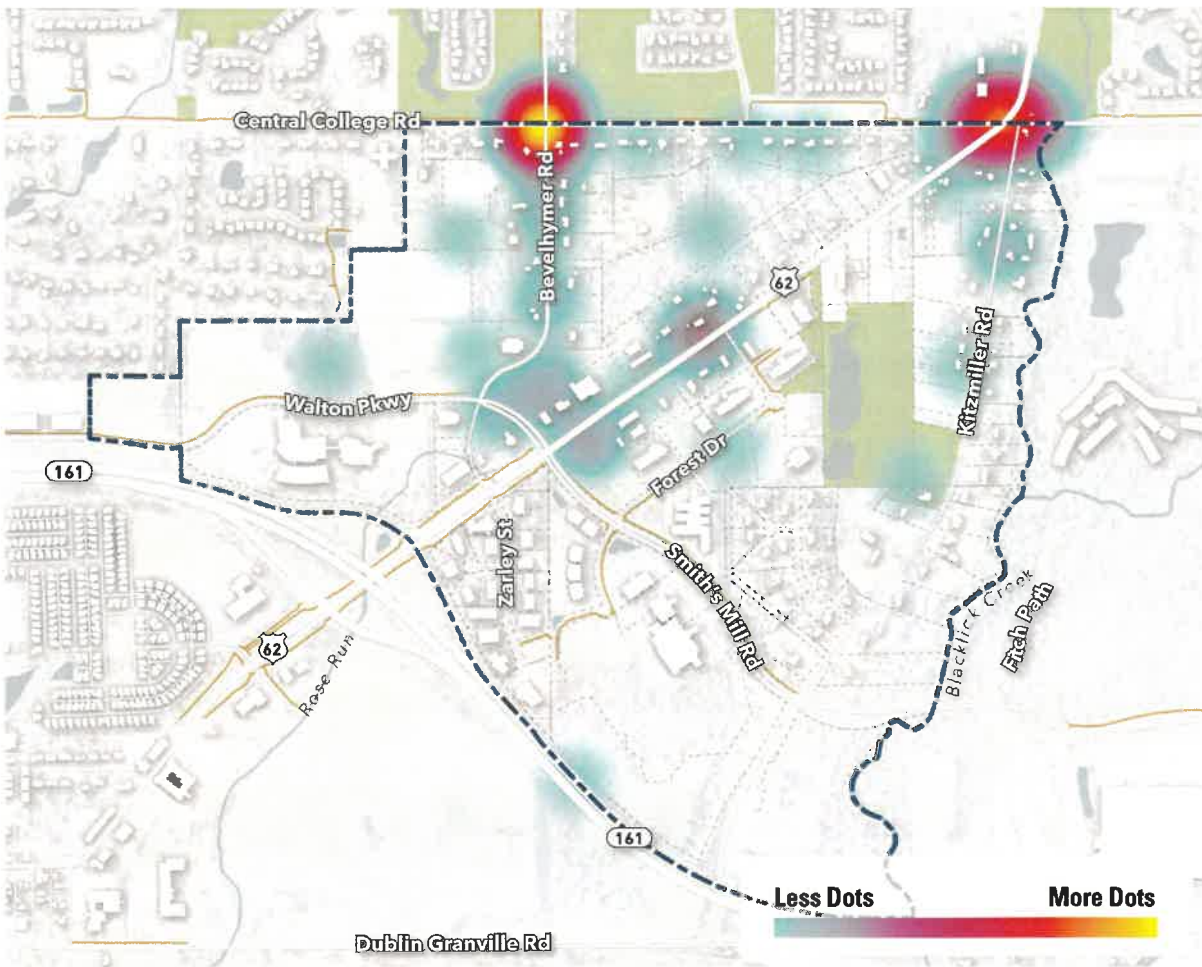 Central College Rd
Bevelhymer Rd
62
Kitzmiller Rd
Walton Pkwy
161
Forest Dr
Zarley St
Smith's Mill Rd
Blacklick Creek
Fitch Path
62
Rose Run
161
Less Dots
More Dots
Dublin Granville Rd